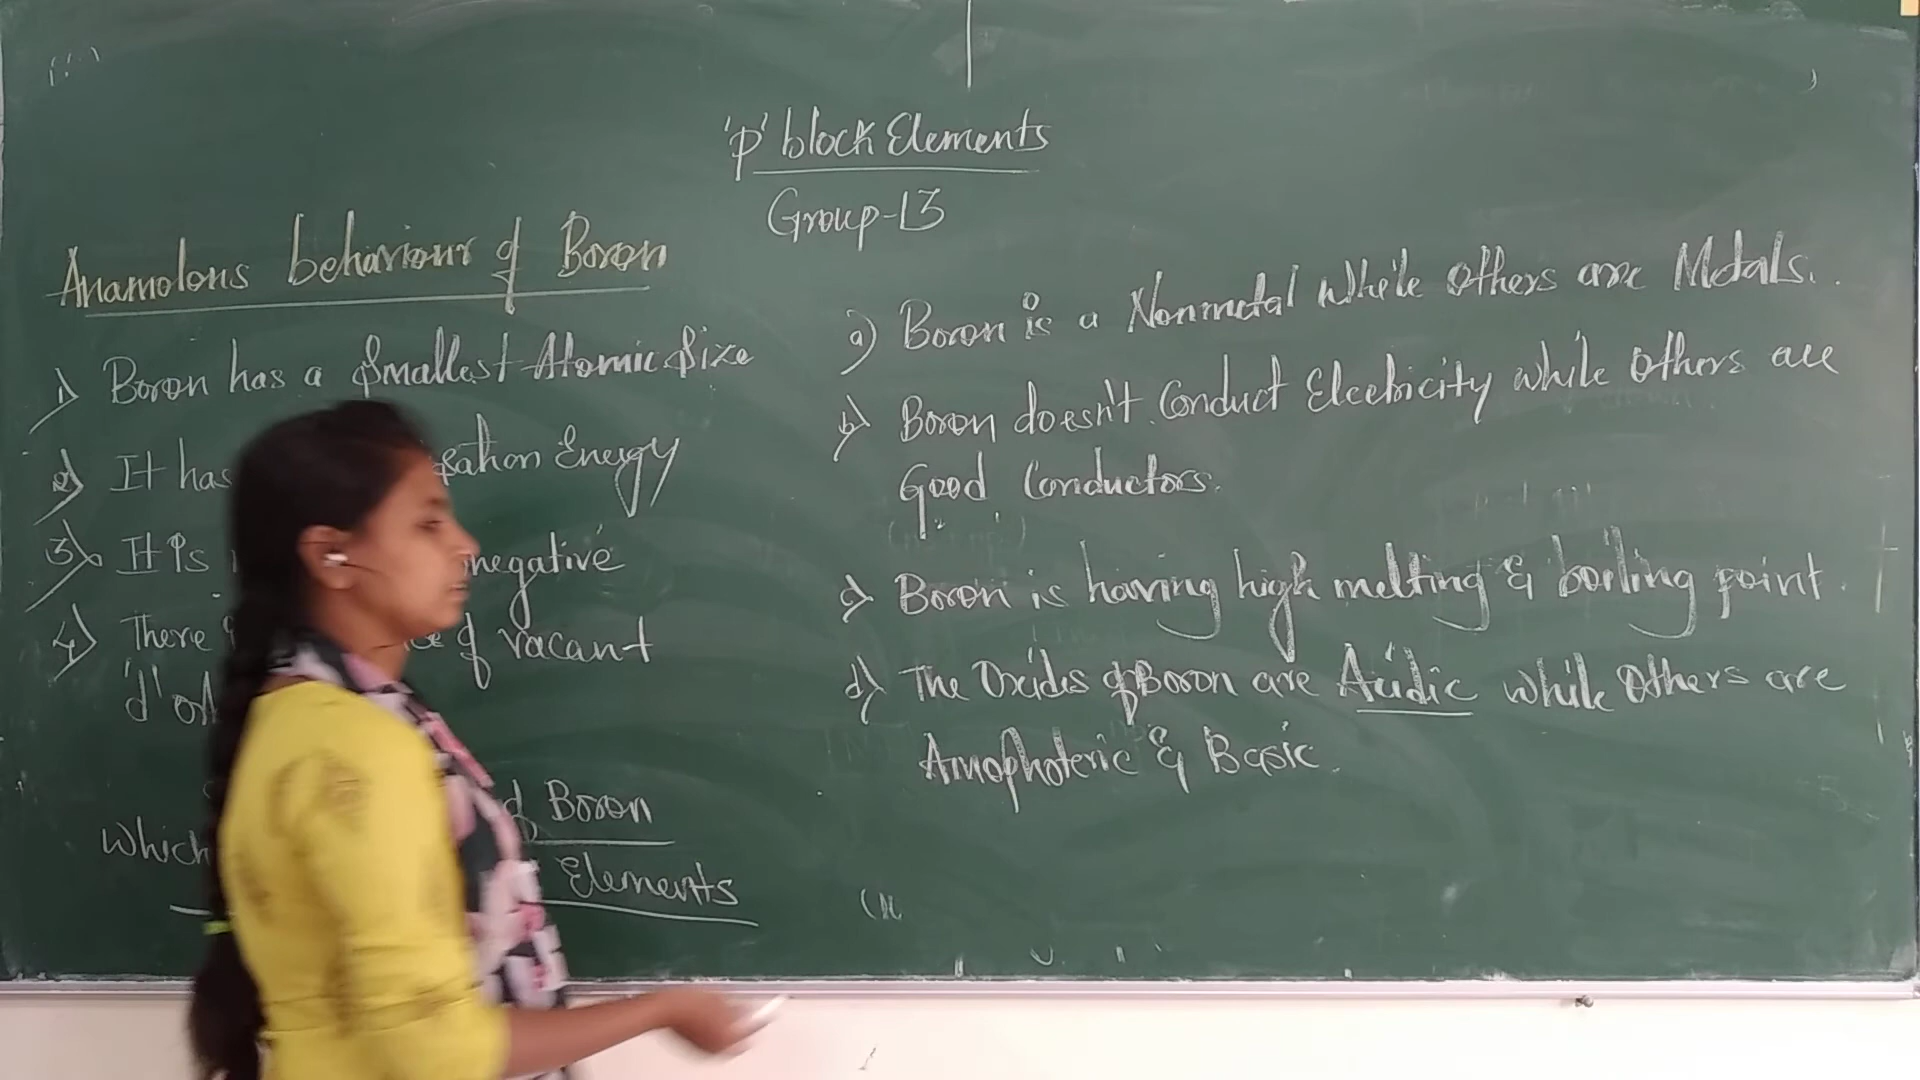 'p' block Elements
Group-13
Anamolous behaviour of Boron
1) Boron has a Smallest Atomic Size
2) It has Energy
3) It is negative
4) There of vacant
'd'
of Boron
which Elements
a) Boron is a Nonmetal While others are Metals.
b) Boron doesn't Conduct Electricity while others are
Good Conductors.
c) Boron is having high melting & boiling point.
d) The Oxides of Boron are Acidic while others are
Amophoteric & Basic.